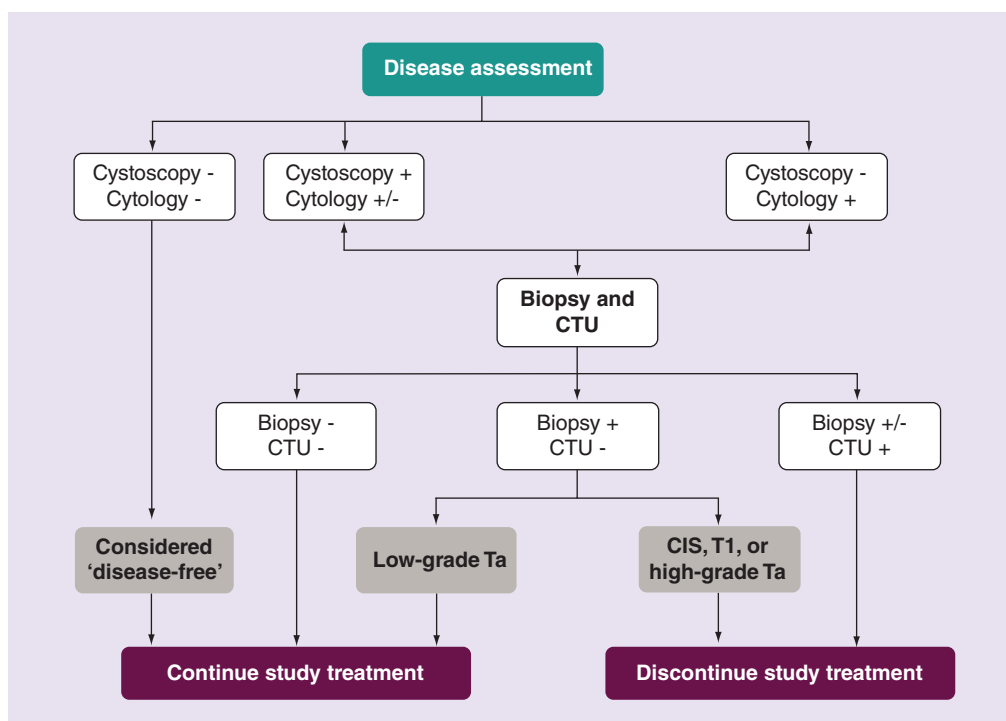 Disease assessment
Cystoscopy -
Cytology -
Cystoscopy +
Cytology +/-
Cystoscopy -
Cytology +
Biopsy and
CTU
Biopsy -
CTU -
Biopsy +
CTU -
Biopsy +/-
CTU +
Considered
‘disease-free’
Low-grade Ta
CIS, T1, or
high-grade Ta
Continue study treatment
Discontinue study treatment